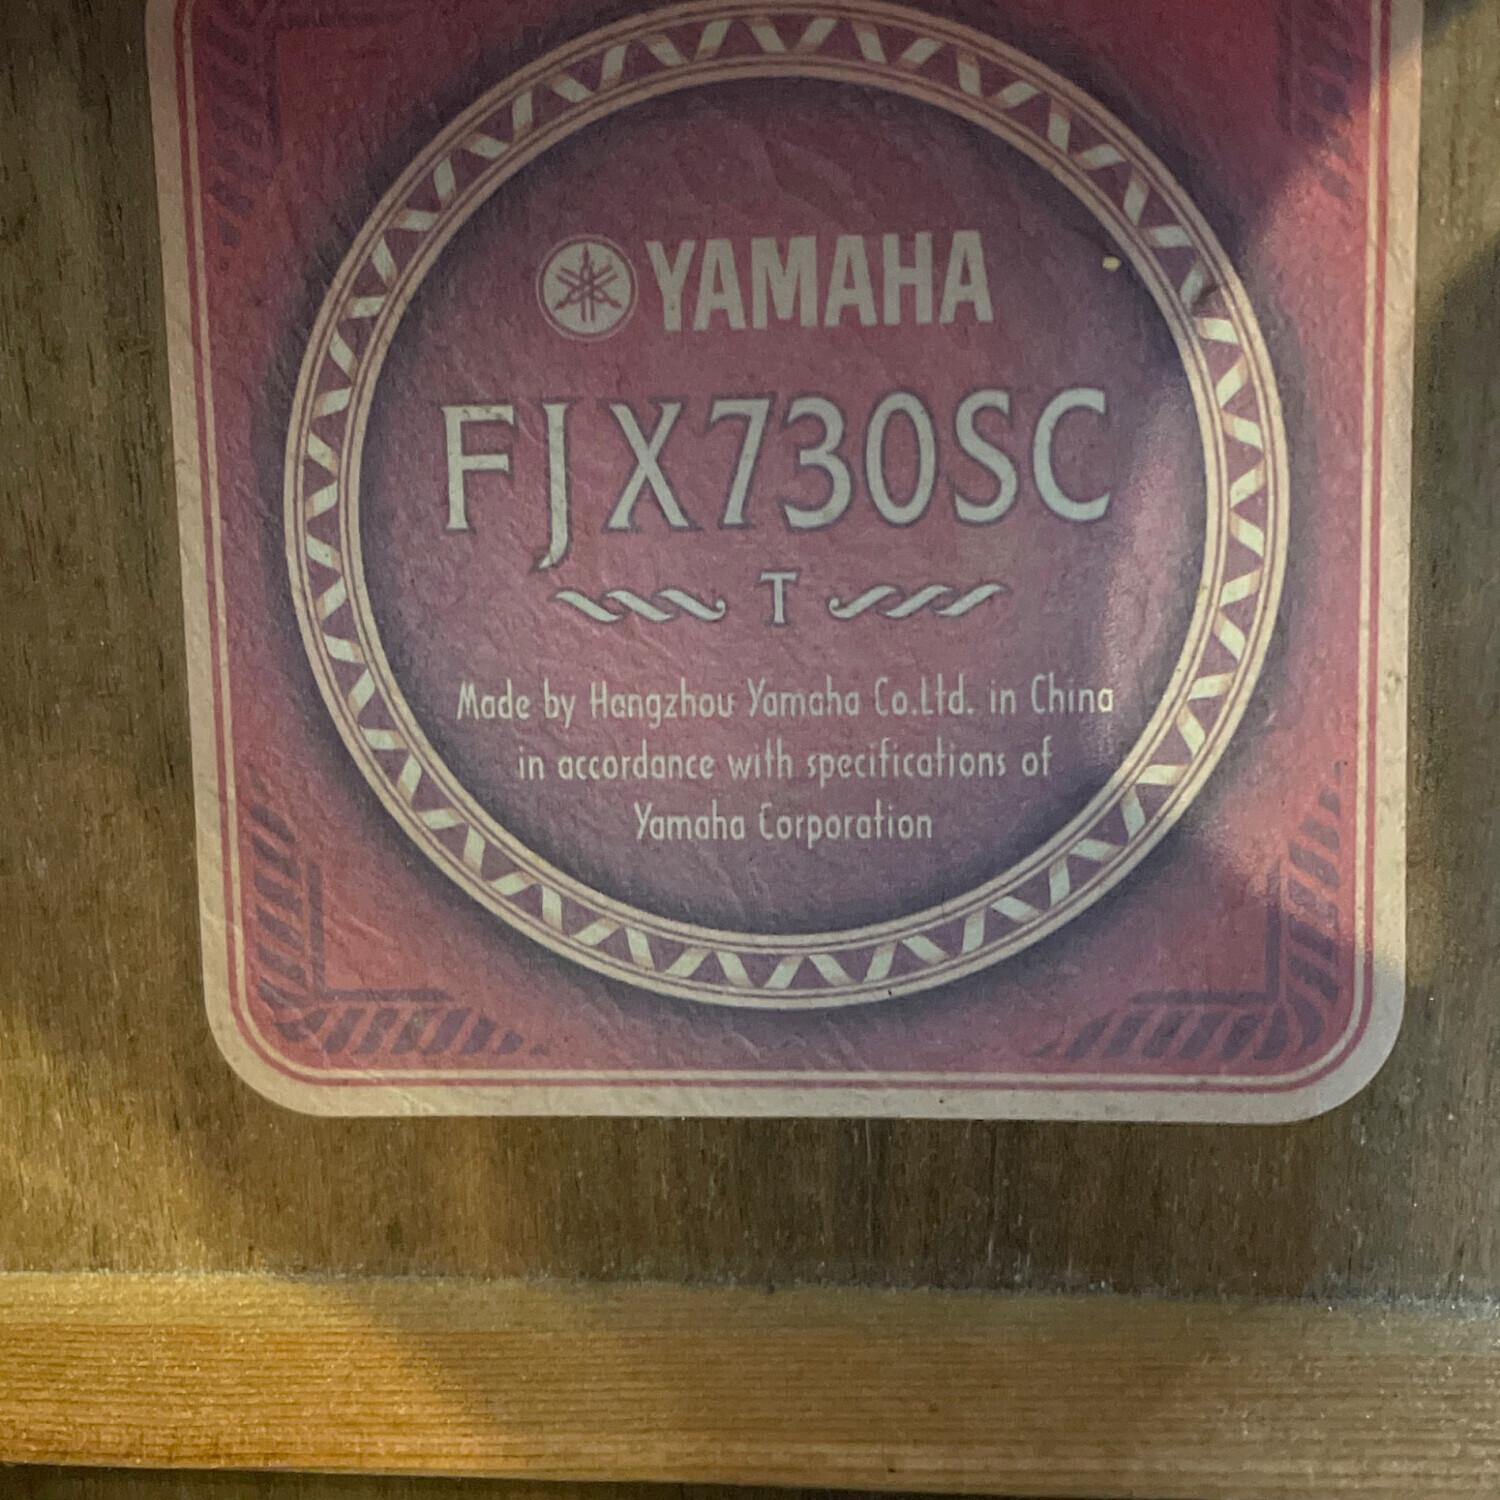 YAMAHA
FJX730SC
T
Made by Hangzhou Yamaha Co.Ltd. in China
in accordance with specifications of
Yamaha Corporation